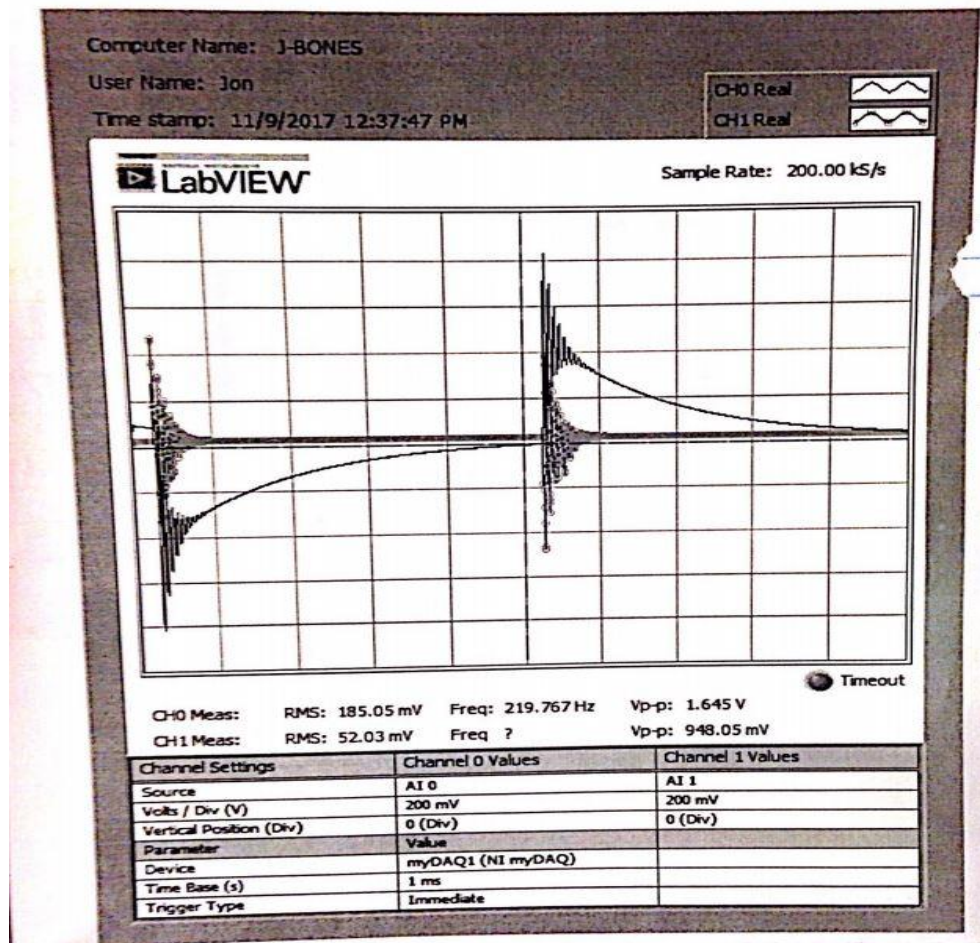 Computer Name: J-BONES
User Name: Jon
CH0 Real
Time stamp: 11/9/2017 12:37:47 PM
CH1 Real
LabVIEW
Sample Rate: 200.00 kS/s
Timeout
CH0 Meas: RMS: 185.05 mV Freq: 219.767 Hz Vp-p: 1.645 V
CH1 Meas: RMS: 52.03 mV Freq ? Vp-p: 948.05 mV
Channel Settings Channel 0 Values Channel 1 Values
Source AI 0 AI 1
Volts / Div (V) 200 mV 200 mV
Vertical Position (Div) 0 (Div) 0 (Div)
Parameter Value
Device myDAQ1 (NI myDAQ)
Time Base (s) 1 ms
Trigger Type Immediate